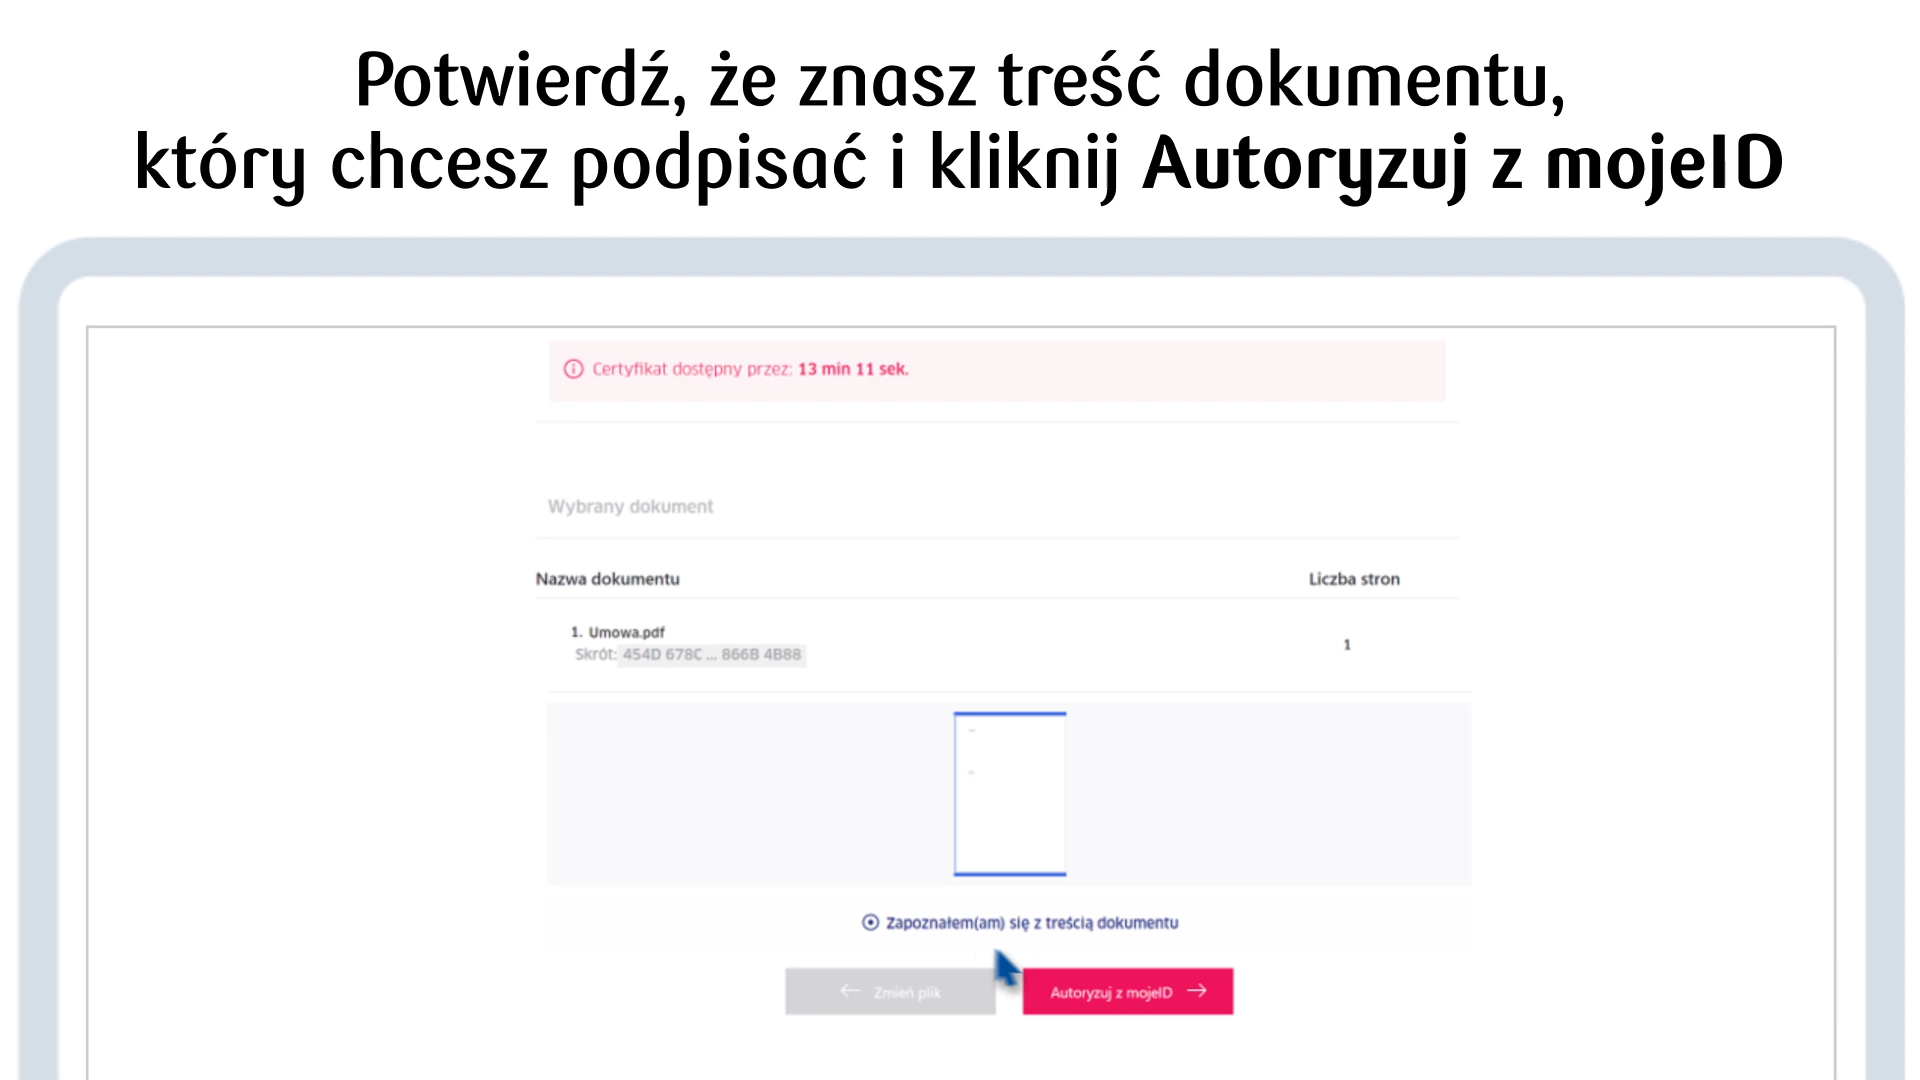 Potwierdź, że znasz treść dokumentu,
który chcesz podpisać i kliknij Autoryzuj z mojeID
Certyfikat dostępny przez: 13 min 11 sek.
Wybrany dokument
Nazwa dokumentu Liczba stron
1. Umowa.pdf
Skrót: 454D 678C ... 866B 4B88
1
Zapoznałem(am) się z treścią dokumentu
← Zmień plik
Autoryzuj z mojeID →